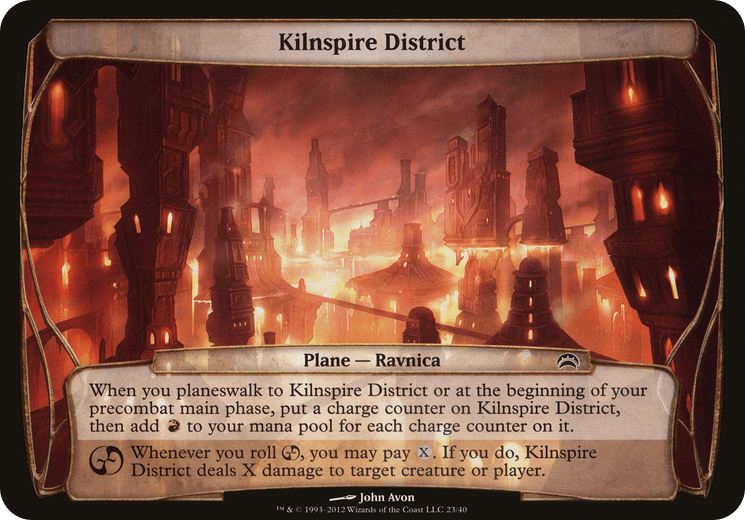 Kilnspire District
Plane — Ravnica
When you planeswalk to Kilnspire District or at the beginning of your
precombat main phase, put a charge counter on Kilnspire District,
then add to your mana pool for each charge counter on it.
Whenever you roll , you may pay X. If you do, Kilnspire
District deals X damage to target creature or player.
John Avon
™ & © 1993–2012 Wizards of the Coast LLC 23/40